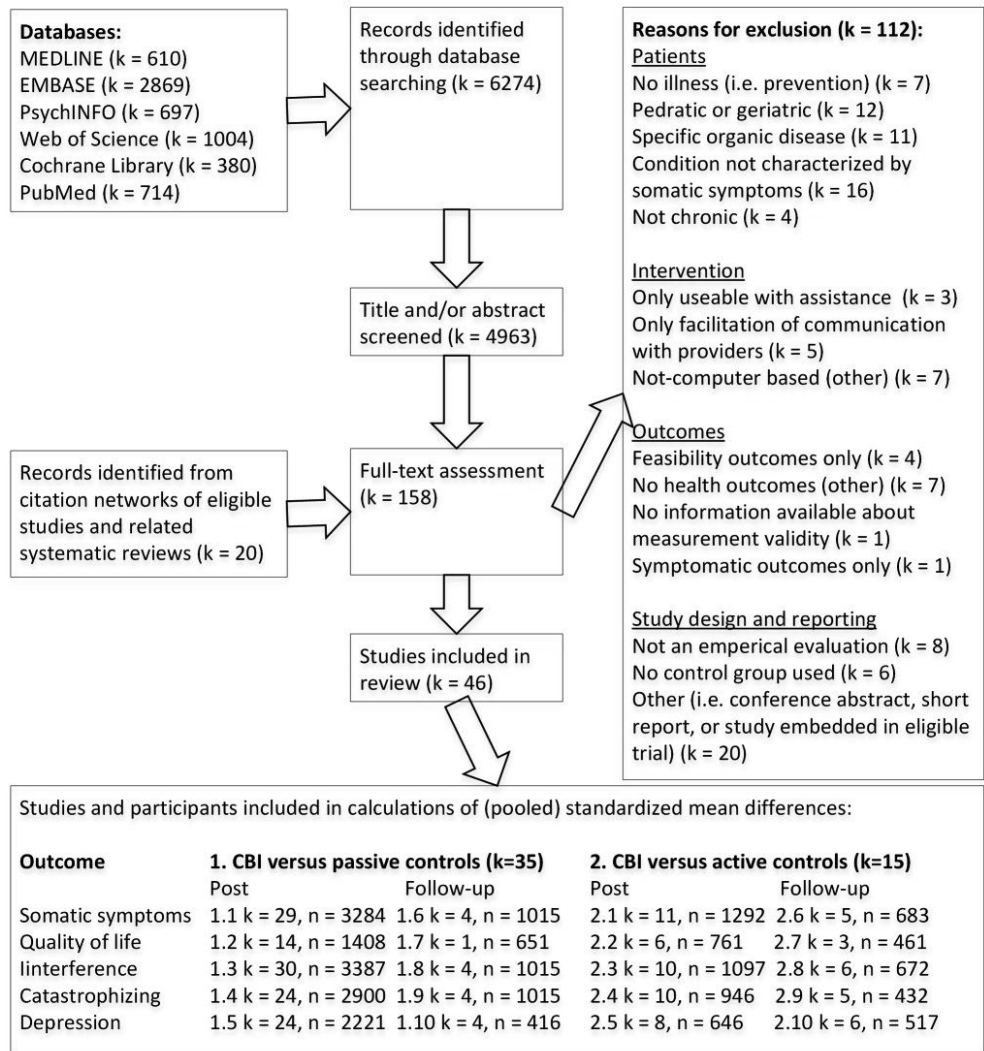 Databases:
MEDLINE (k = 610)
EMBASE (k = 2869)
PsychINFO (k = 697)
Web of Science (k = 1004)
Cochrane Library (k = 380)
PubMed (k = 714)
Records identified
through database
searching (k = 6274)
Title and/or abstract
screened (k = 4963)
Records identified from
citation networks of eligible
studies and related
systematic reviews (k = 20)
Full-text assessment
(k = 158)
Studies included in
review (k = 46)
Reasons for exclusion (k = 112):
Patients
No illness (i.e. prevention) (k = 7)
Pedratic or geriatric (k = 12)
Specific organic disease (k = 11)
Condition not characterized by
somatic symptoms (k = 16)
Not chronic (k = 4)
Intervention
Only useable with assistance (k = 3)
Only facilitation of communication
with providers (k = 5)
Not-computer based (other) (k = 7)
Outcomes
Feasibility outcomes only (k = 4)
No health outcomes (other) (k = 7)
No information available about
measurement validity (k = 1)
Symptomatic outcomes only (k = 1)
Study design and reporting
Not an emperical evaluation (k = 8)
No control group used (k = 6)
Other (i.e. conference abstract, short
report, or study embedded in eligible
trial) (k = 20)
Studies and participants included in calculations of (pooled) standardized mean differences:
Outcome 1. CBI versus passive controls (k=35) 2. CBI versus active controls (k=15)
Post Follow-up Post Follow-up
Somatic symptoms 1.1 k = 29, n = 3284 1.6 k = 4, n = 1015 2.1 k = 11, n = 1292 2.6 k = 5, n = 683
Quality of life 1.2 k = 14, n = 1408 1.7 k = 1, n = 651 2.2 k = 6, n = 761 2.7 k = 3, n = 461
Iinterference 1.3 k = 30, n = 3387 1.8 k = 4, n = 1015 2.3 k = 10, n = 1097 2.8 k = 6, n = 672
Catastrophizing 1.4 k = 24, n = 2900 1.9 k = 4, n = 1015 2.4 k = 10, n = 946 2.9 k = 5, n = 432
Depression 1.5 k = 24, n = 2221 1.10 k = 4, n = 416 2.5 k = 8, n = 646 2.10 k = 6, n = 517